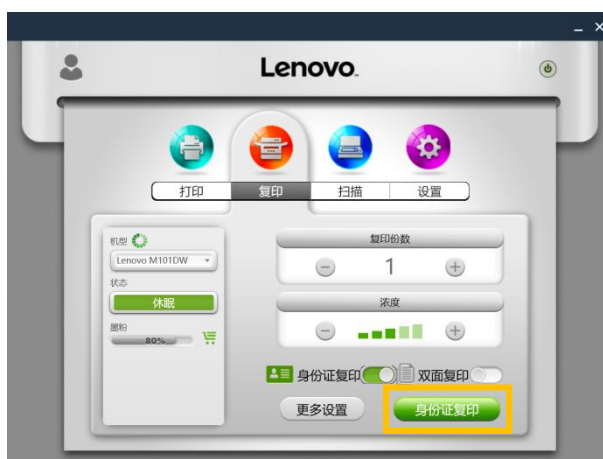 Lenovo
打印
复印
扫描
设置
机型
Lenovo M101DW
状态
休眠
墨粉
80%
复印份数
1
浓度
身份证复印
双面复印
更多设置
身份证复印